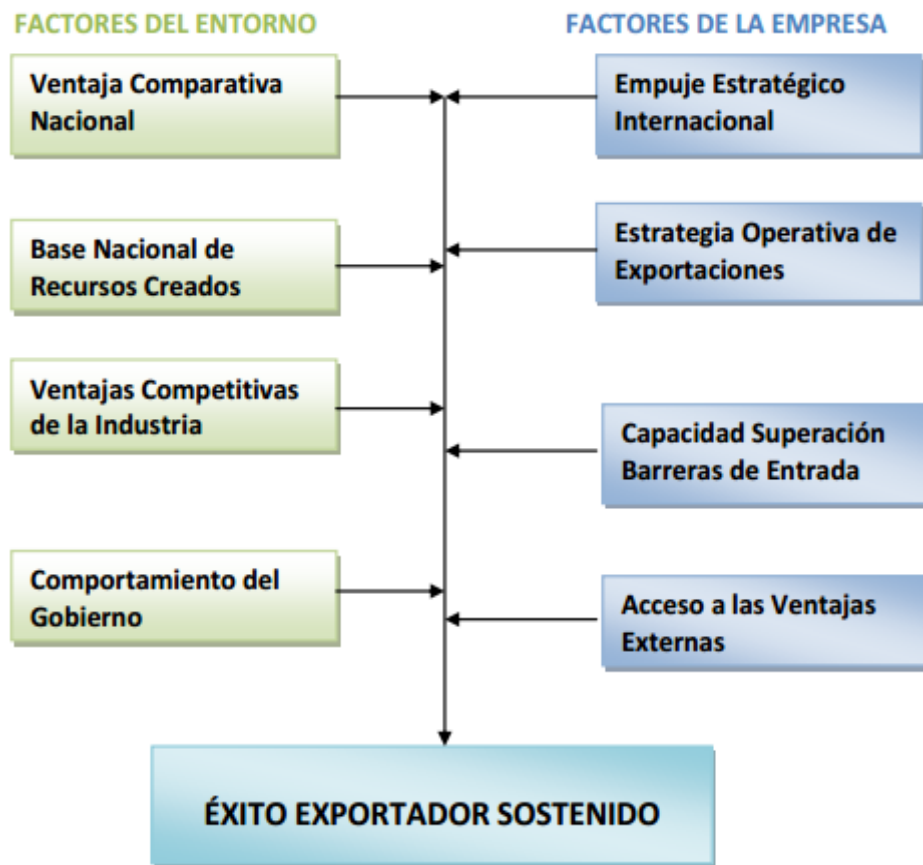 FACTORES DEL ENTORNO
Ventaja Comparativa
Nacional
Base Nacional de
Recursos Creados
Ventajas Competitivas
de la Industria
Comportamiento del
Gobierno
FACTORES DE LA EMPRESA
Empuje Estratégico
Internacional
Estrategia Operativa de
Exportaciones
Capacidad Superación
Barreras de Entrada
Acceso a las Ventajas
Externas
ÉXITO EXPORTADOR SOSTENIDO